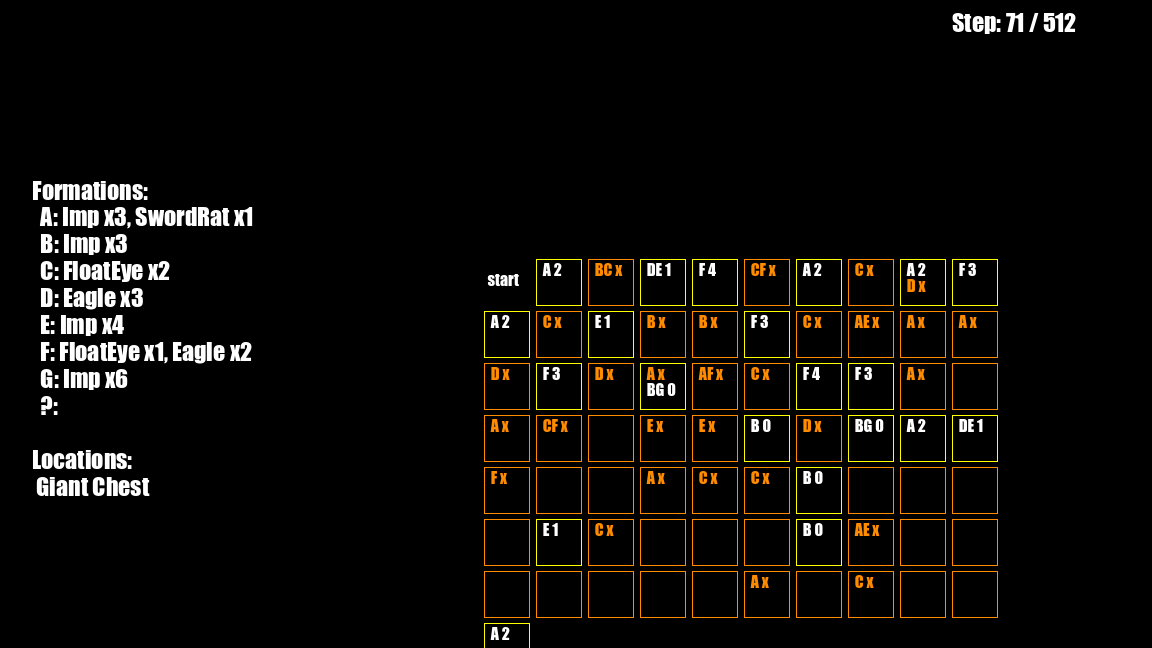 Step: 71 / 512
Formations:
A: Imp x3, SwordRat x1
B: Imp x3
C: FloatEye x2
D: Eagle x3
E: Imp x4
F: FloatEye x1, Eagle x2
G: Imp x6
?:
Locations:
Giant Chest
start A 2 BC x DE 1 F 4 CF x A 2 C x A 2 F 3
D x
A 2 C x E 1 B x B x F 3 C x AE x A x A x
D x F 3 D x A x AF x C x F 4 F 3 A x
BG 0
A x CF x E x E x B 0 D x BG 0 A 2 DE 1
F x A x C x C x B 0
E 1 C x B 0 AE x
A x C x
A 2